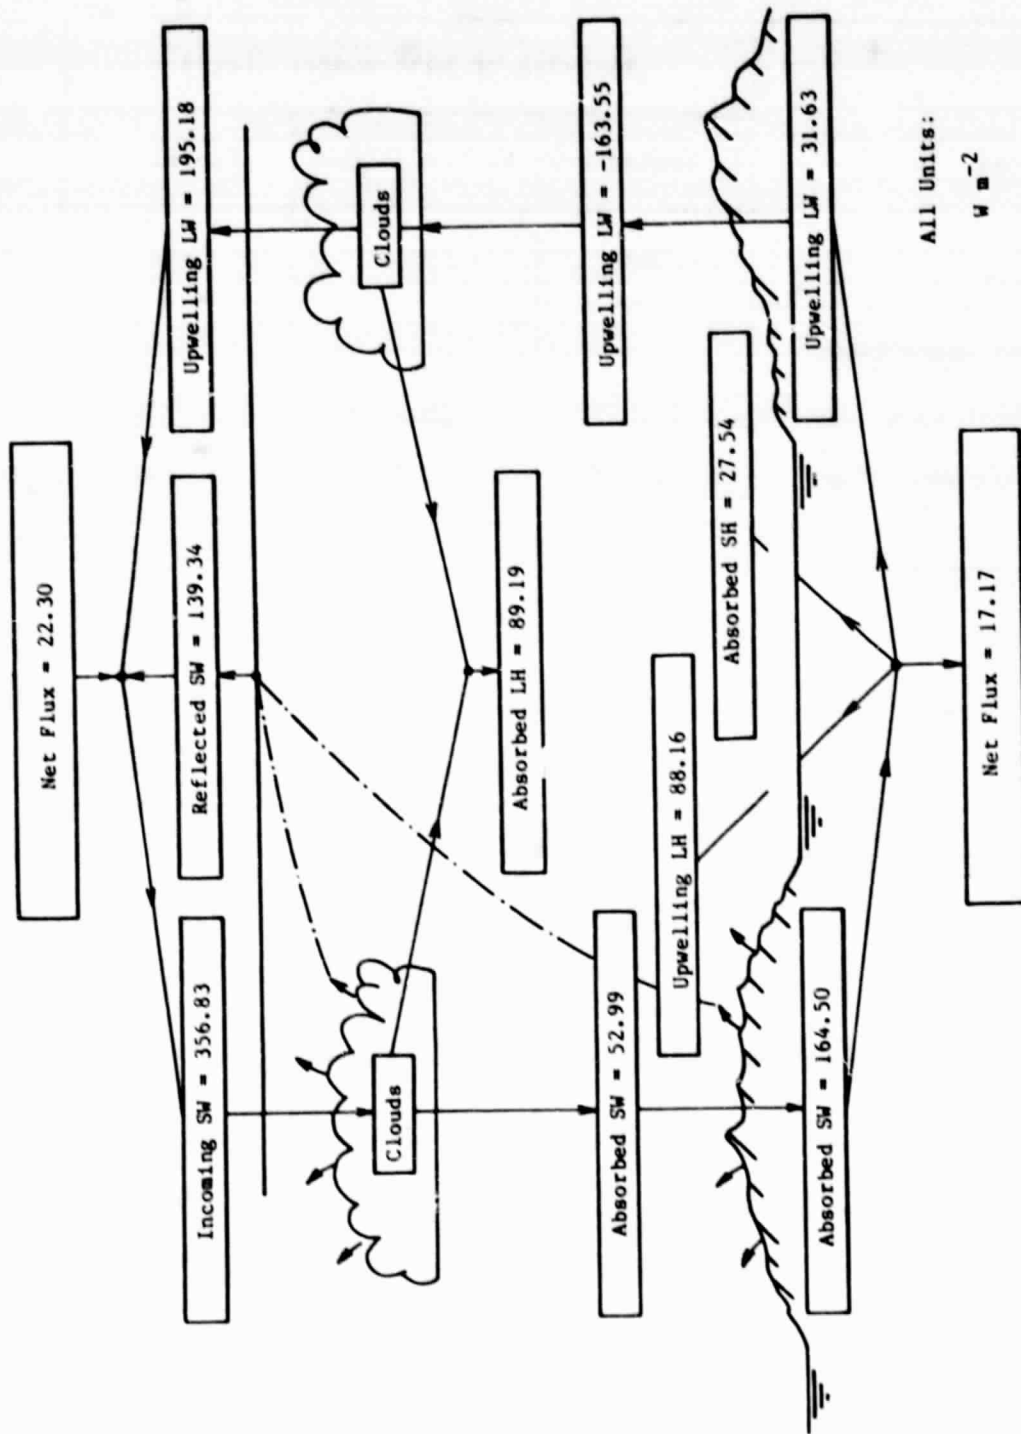 Net Flux = 22.30
Incoming SW = 356.83
Reflected SW = 139.34
Upwelling LW = 195.18
Clouds
Clouds
Absorbed LH = 89.19
Absorbed SW = 52.99
Upwelling LW = -163.55
Upwelling LH = 88.16
Absorbed SH = 27.54
Absorbed SW = 164.50
Upwelling LW = 31.63
Net Flux = 17.17
All Units:
W m⁻²